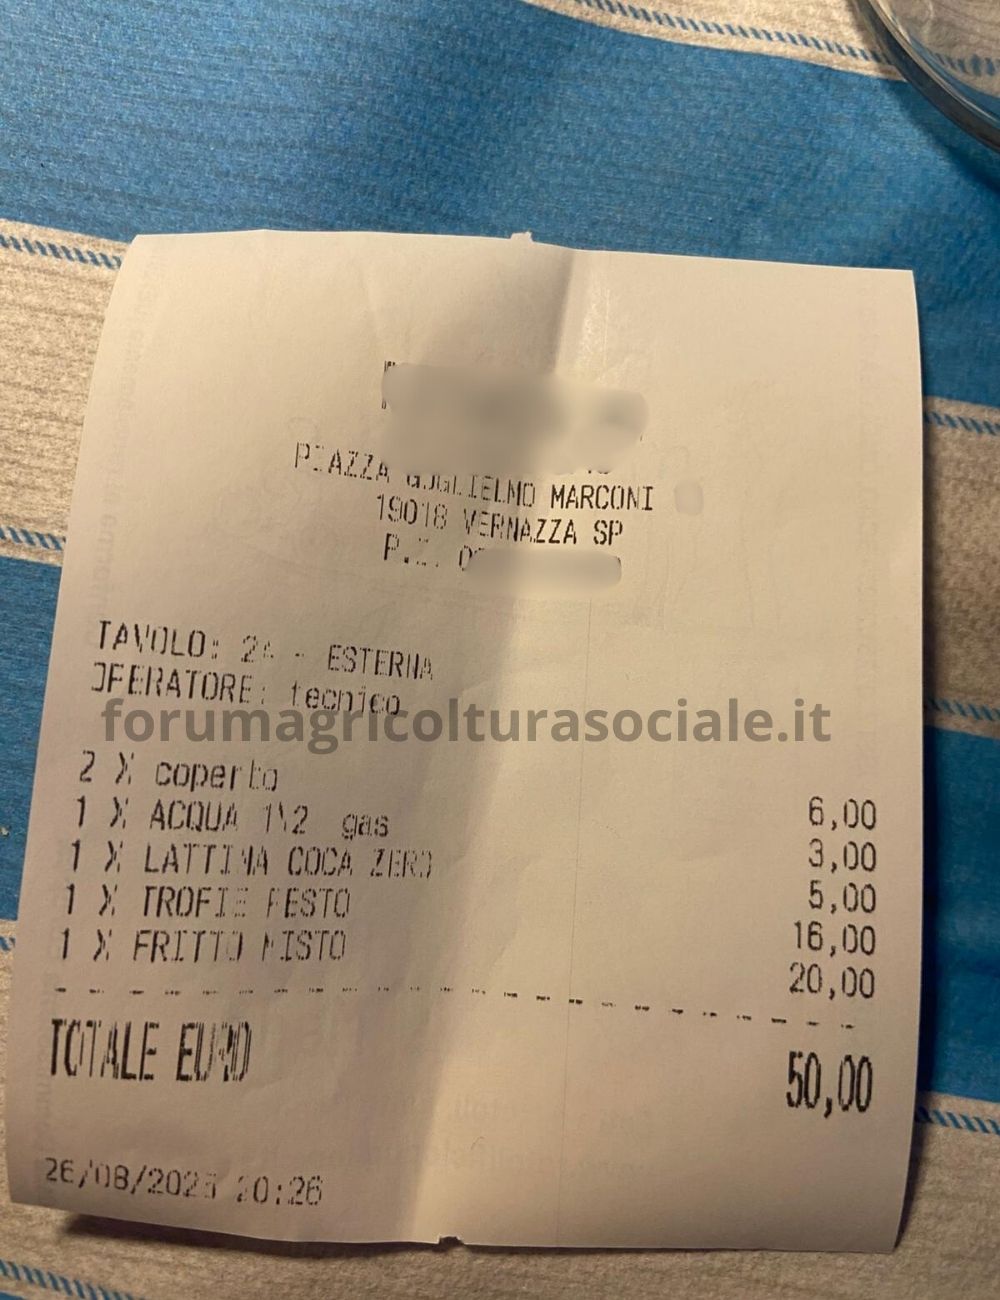 PIAZZA GUGLIELMO MARCONI
19018 VERNAZZA SP
P.I. 0
TAVOLO: - ESTERNA
OPERATORE: tecnico
forumagricolturasociale.it
2 X coperto 6,00
1 X ACQUA 1\2 gas 3,00
1 X LATTINA COCA ZERO 5,00
1 X TROFIE PESTO 16,00
1 X FRITTO MISTO 20,00
TOTALE EURO 50,00
26/08/2025 20:26